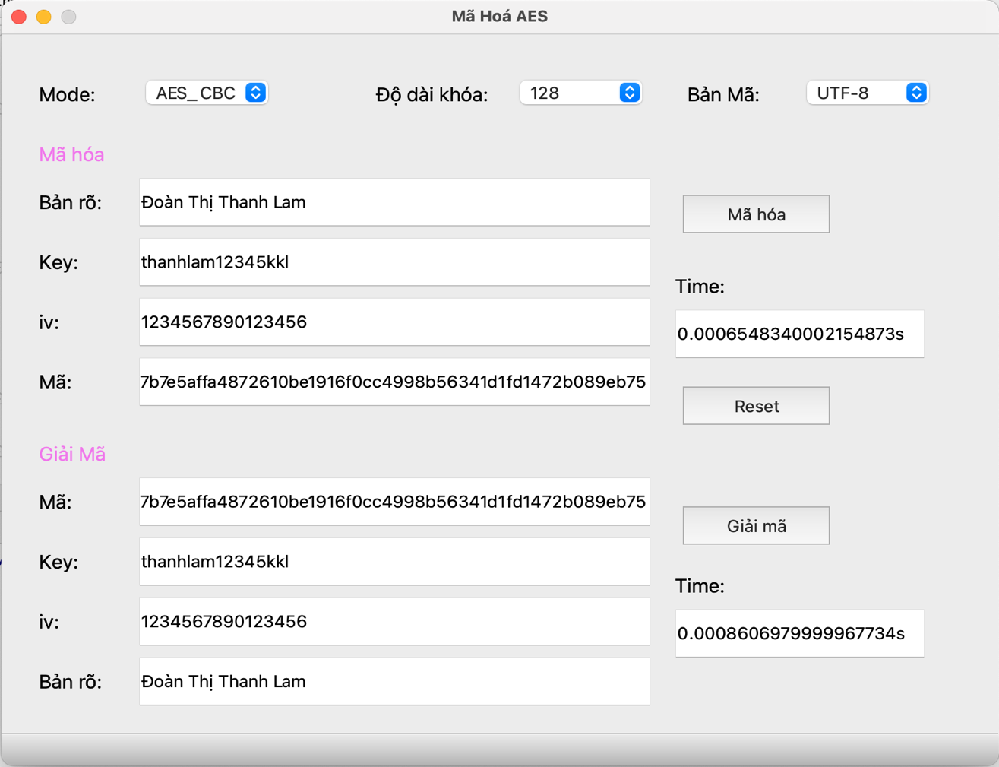 Mã Hoá AES
Mode: AES_CBC Độ dài khóa: 128 Bản Mã: UTF-8
Mã hóa
Bản rõ: Đoàn Thị Thanh Lam
Mã hóa
Key: thanhlam12345kkl
Time:
iv: 1234567890123456
0.0006548340002154873s
Mã: 7b7e5affa4872610be1916f0cc4998b56341d1fd1472b089eb75
Reset
Giải Mã
Mã: 7b7e5affa4872610be1916f0cc4998b56341d1fd1472b089eb75
Giải mã
Key: thanhlam12345kkl
Time:
iv: 1234567890123456
0.0008606979999967734s
Bản rõ: Đoàn Thị Thanh Lam